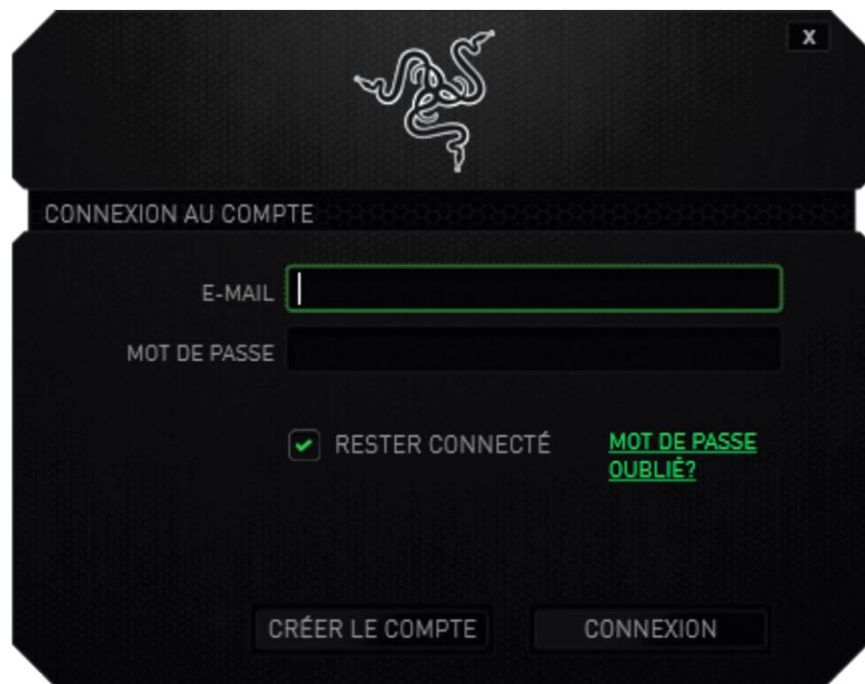 X
CONNEXION AU COMPTE
E-MAIL
MOT DE PASSE
RESTER CONNECTÉ
MOT DE PASSE
OUBLIÉ?
CRÉER LE COMPTE
CONNEXION